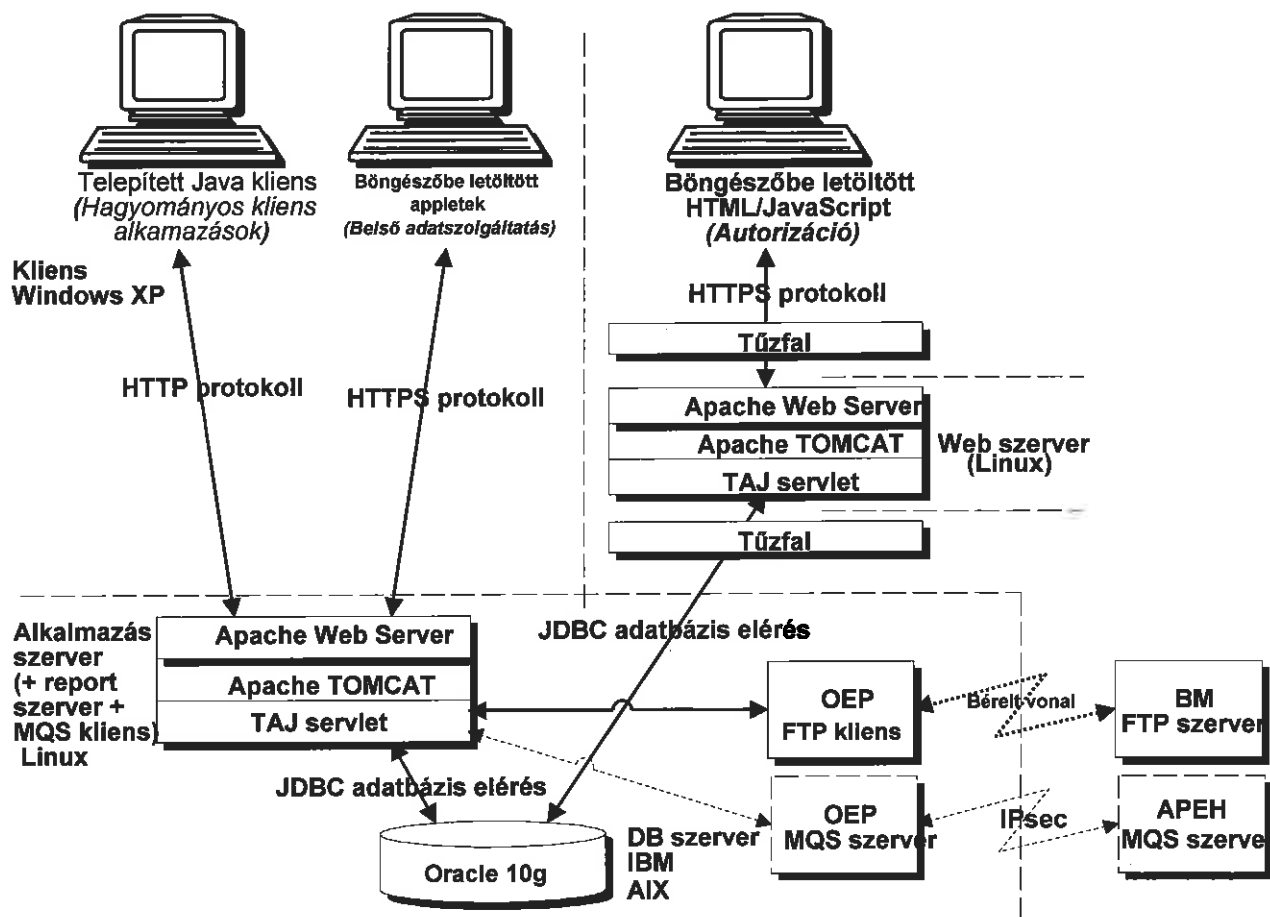 Telepített Java kliens
(Hagyományos kliens
alkamazások)
Böngészőbe letöltött
appletek
(Belső adatszolgáltatás)
Böngészőbe letöltött
HTML/JavaScript
(Autorizáció)
Kliens
Windows XP
HTTPS protokoll
Tűzfal
HTTP protokoll
HTTPS protokoll
Apache Web Server
Apache TOMCAT
TAJ servlet
Web szerver
(Linux)
Tűzfal
Alkalmazás
szerver
(+ report
szerver +
MQS kliens)
Linux
Apache Web Server
Apache TOMCAT
TAJ servlet
JDBC adatbázis elérés
OEP
FTP kliens
Bérelt vonal
BM
FTP szerver
JDBC adatbázis elérés
OEP
MQS szerver
IPsec
APEH
MQS szerve
Oracle 10g
DB szerver
IBM
AIX